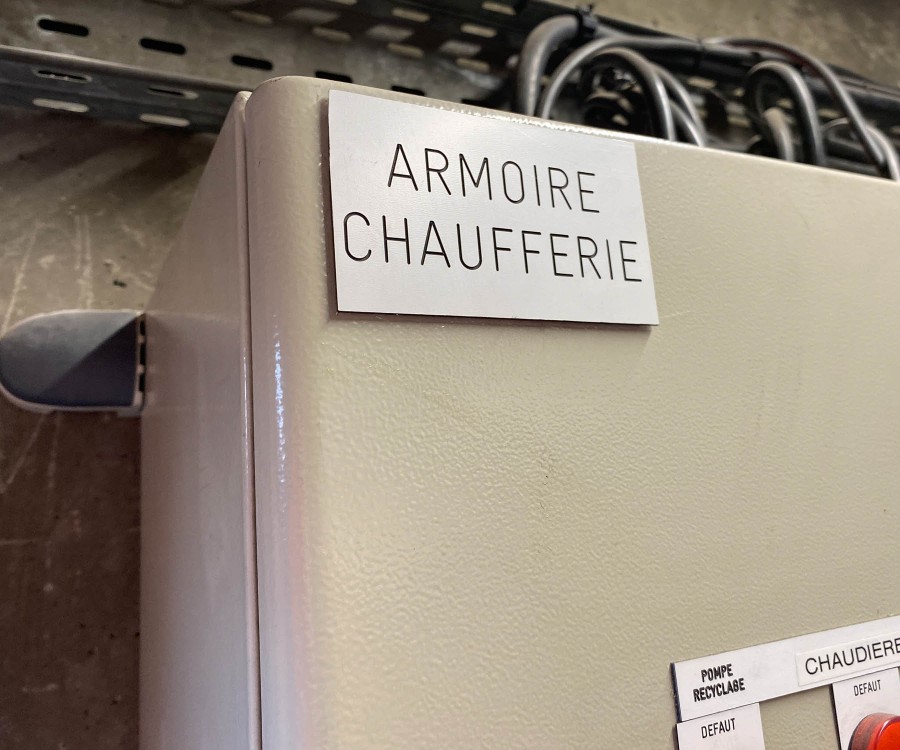 ARMOIRE
CHAUFFERIE
POMPE
RECYCLAGE
CHAUDIERE
DEFAUT
DEFAUT